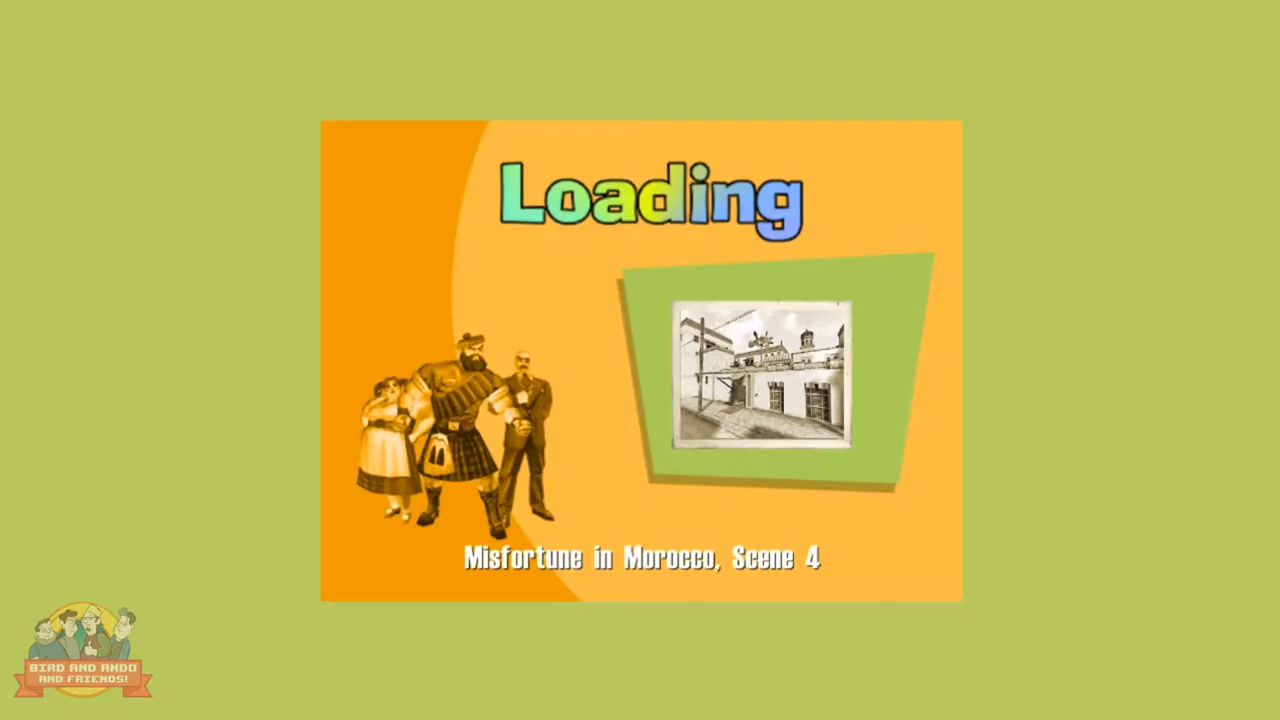 Loading
Misfortune in Morocco, Scene 4
BIRD AND ANDO
AND FRIENDS!